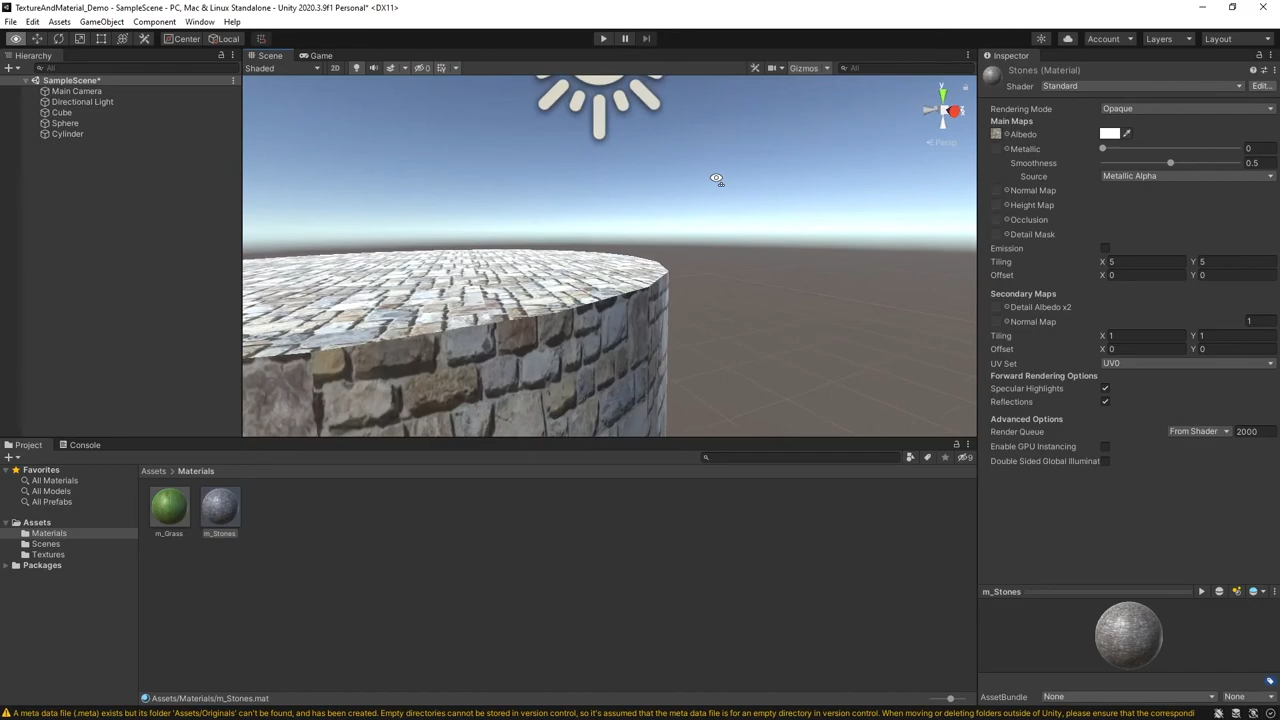 TextureAndMaterial_Demo - SampleScene - PC, Mac & Linux Standalone - Unity 2020.3.9f1 Personal* <DX11>
File Edit Assets GameObject Component Window Help
Center Local
Account Layers Layout
Hierarchy
All
SampleScene*
Main Camera
Directional Light
Cube
Sphere
Cylinder
Scene Game
Shaded 2D 0 Gizmos All
y
Persp
Inspector
Stones (Material)
Shader Standard Edit...
Rendering Mode Opaque
Main Maps
Albedo
Metallic 0
Smoothness 0.5
Source Metallic Alpha
Normal Map
Height Map
Occlusion
Detail Mask
Emission
Tiling X 5 Y 5
Offset X 0 Y 0
Secondary Maps
Detail Albedo x2
Normal Map 1
Tiling X 1 Y 1
Offset X 0 Y 0
UV Set UV0
Forward Rendering Options
Specular Highlights
Reflections
Advanced Options
Render Queue From Shader 2000
Enable GPU Instancing
Double Sided Global Illuminat
Project Console
9
Favorites
All Materials
All Models
All Prefabs
Assets
Materials
Scenes
Textures
Packages
Assets > Materials
m_Grass m_Stones
Assets/Materials/m_Stones.mat
m_Stones
AssetBundle None None
A meta data file (.meta) exists but its folder 'Assets/Originals' can't be found, and has been created. Empty directories cannot be stored in version control, so it's assumed that the meta data file is for an empty directory in version control. When moving or deleting folders outside of Unity, please ensure that the correspondi